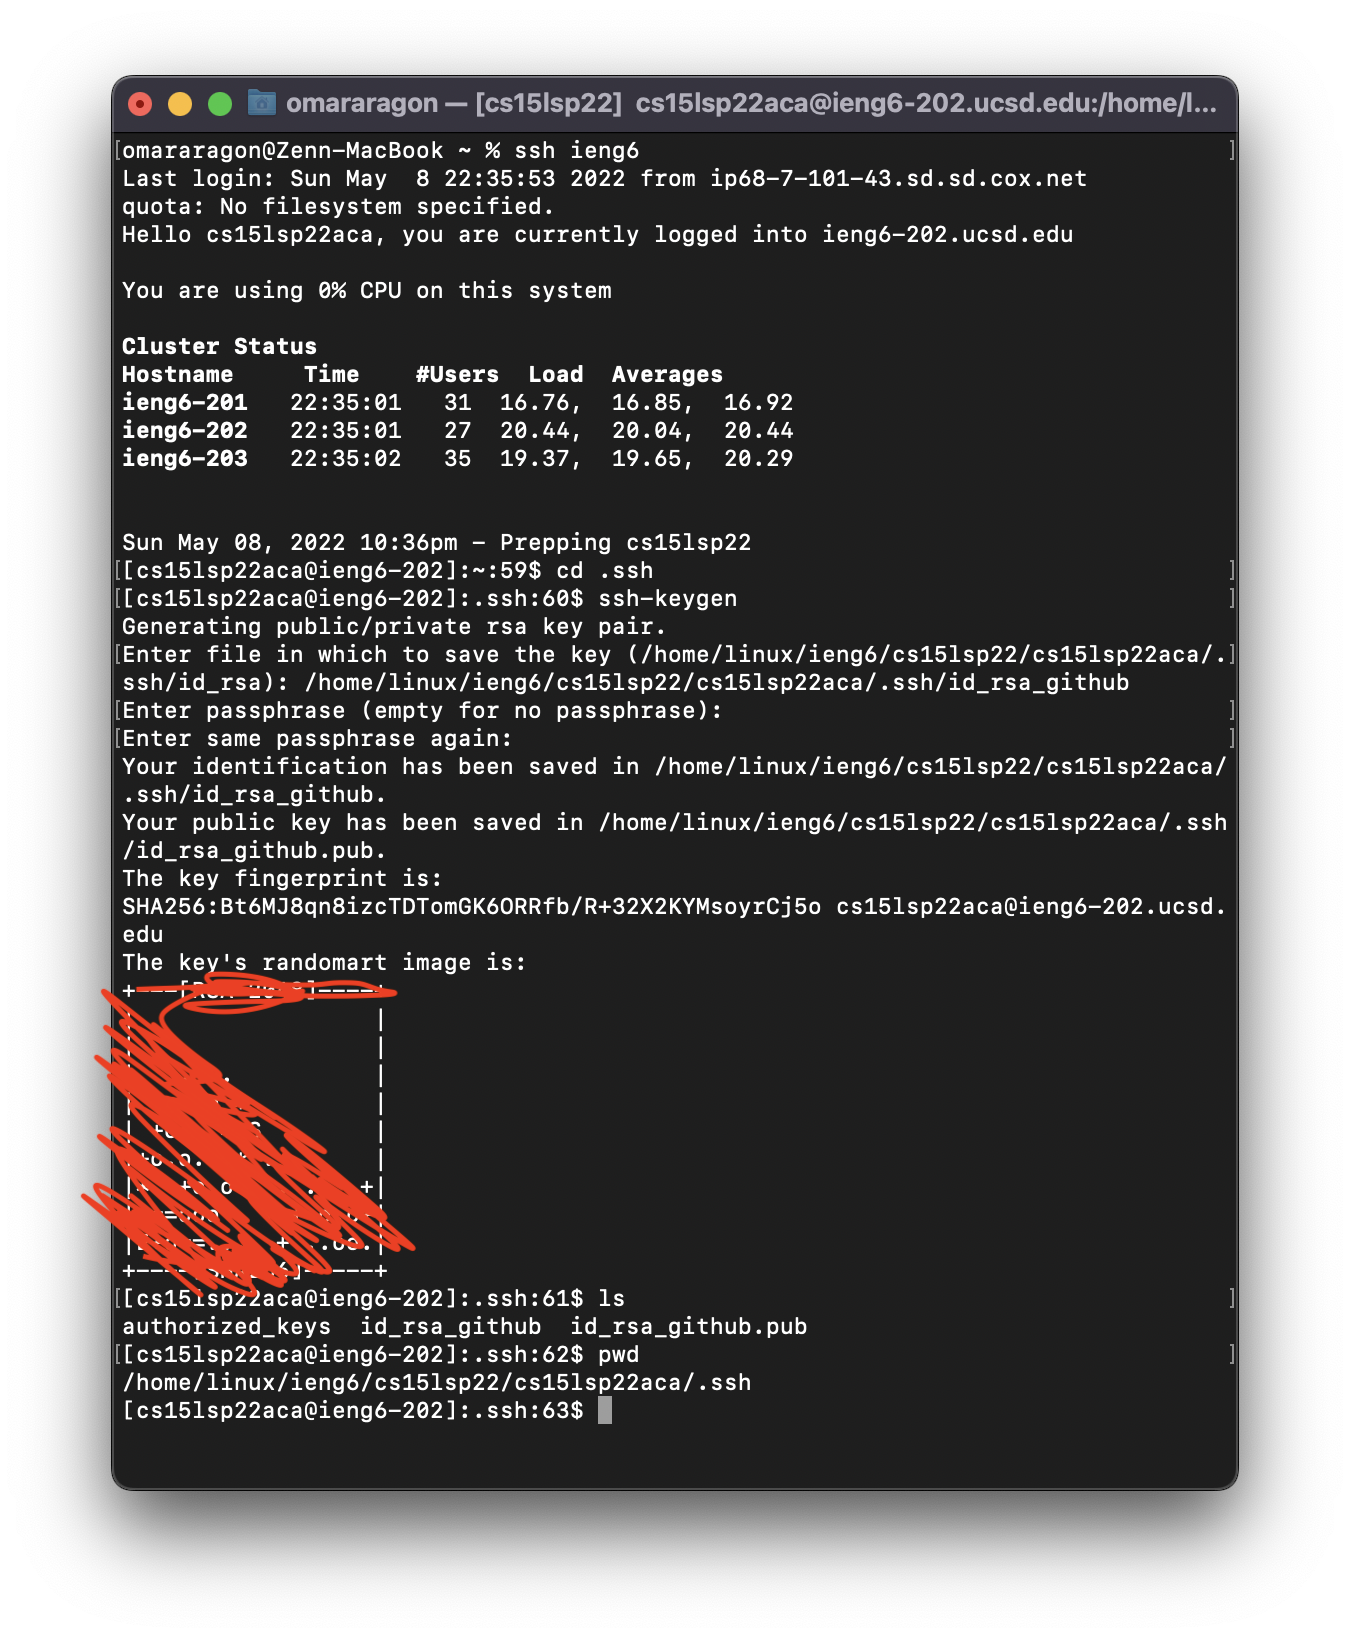 omararagon — [cs15lsp22] cs15lsp22aca@ieng6-202.ucsd.edu:/home/l...
[omararagon@Zenn-MacBook ~ % ssh ieng6 ]
Last login: Sun May  8 22:35:53 2022 from ip68-7-101-43.sd.sd.cox.net
quota: No filesystem specified.
Hello cs15lsp22aca, you are currently logged into ieng6-202.ucsd.edu
You are using 0% CPU on this system
Cluster Status
Hostname     Time    #Users  Load  Averages
ieng6-201   22:35:01   31  16.76,  16.85,  16.92
ieng6-202   22:35:01   27  20.44,  20.04,  20.44
ieng6-203   22:35:02   35  19.37,  19.65,  20.29
Sun May 08, 2022 10:36pm - Prepping cs15lsp22
[[cs15lsp22aca@ieng6-202]:~:59$ cd .ssh ]
[[cs15lsp22aca@ieng6-202]:.ssh:60$ ssh-keygen ]
Generating public/private rsa key pair.
[Enter file in which to save the key (/home/linux/ieng6/cs15lsp22/cs15lsp22aca/.]
ssh/id_rsa): /home/linux/ieng6/cs15lsp22/cs15lsp22aca/.ssh/id_rsa_github
[Enter passphrase (empty for no passphrase): ]
[Enter same passphrase again: ]
Your identification has been saved in /home/linux/ieng6/cs15lsp22/cs15lsp22aca/
.ssh/id_rsa_github.
Your public key has been saved in /home/linux/ieng6/cs15lsp22/cs15lsp22aca/.ssh
/id_rsa_github.pub.
The key fingerprint is:
SHA256:Bt6MJ8qn8izcTDTomGK6ORRfb/R+32X2KYMsoyrCj5o cs15lsp22aca@ieng6-202.ucsd.
edu
The key's randomart image is:
[[cs15lsp22aca@ieng6-202]:.ssh:61$ ls ]
authorized_keys  id_rsa_github  id_rsa_github.pub
[[cs15lsp22aca@ieng6-202]:.ssh:62$ pwd ]
/home/linux/ieng6/cs15lsp22/cs15lsp22aca/.ssh
[cs15lsp22aca@ieng6-202]:.ssh:63$